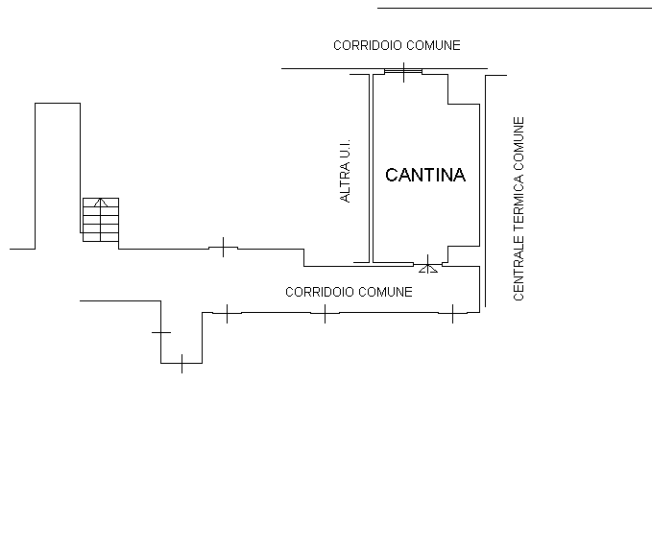 CORRIDOIO COMUNE
ALTRA U.I.
CANTINA
CENTRALE TERMICA COMUNE
CORRIDOIO COMUNE